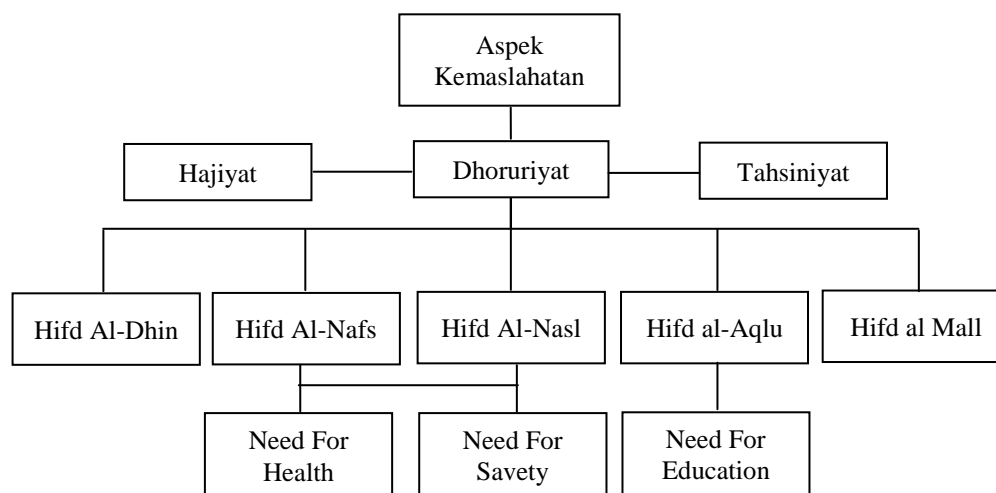 Aspek
Kemaslahatan
Hajiyat
Dhoruriyat
Tahsiniyat
Hifd Al-Dhin
Hifd Al-Nafs
Hifd Al-Nasl
Hifd al-Aqlu
Hifd al Mall
Need For
Health
Need For
Savety
Need For
Education